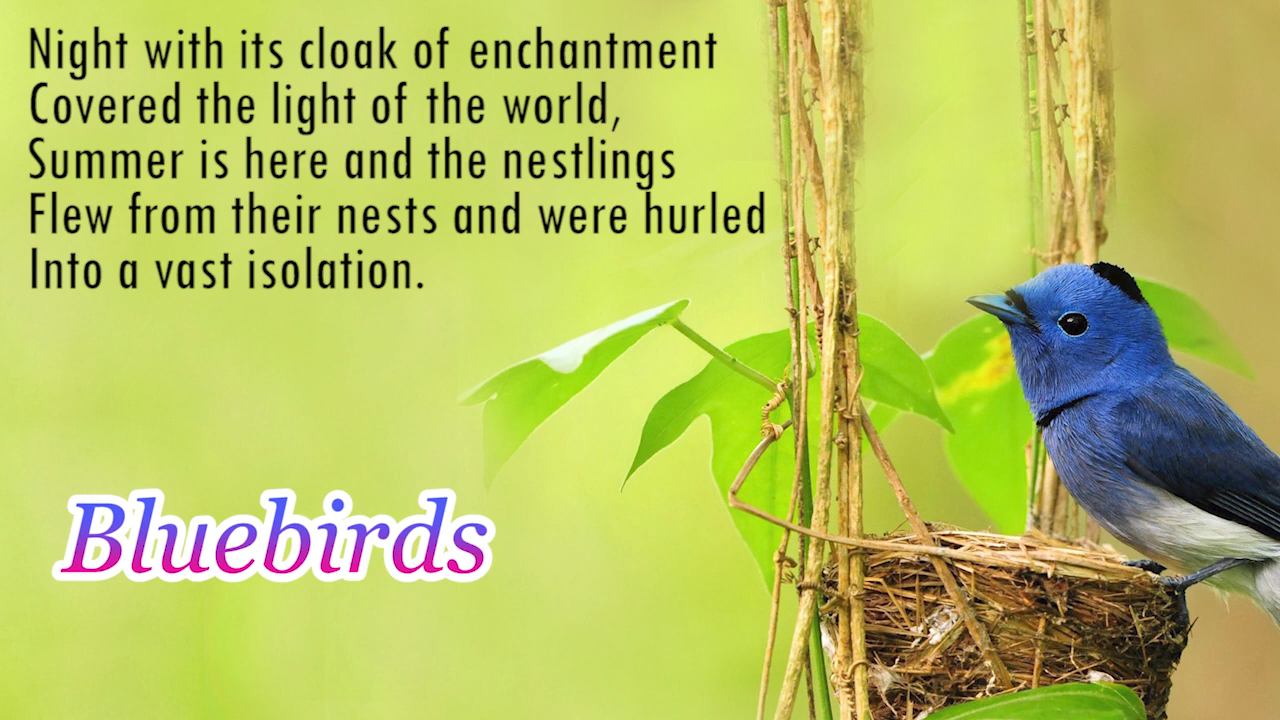 Night with its cloak of enchantment
Covered the light of the world,
Summer is here and the nestlings
Flew from their nests and were hurled
Into a vast isolation.
Bluebirds